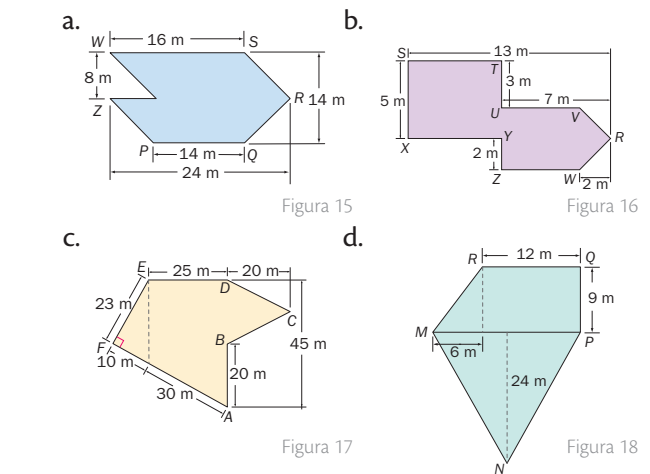 a.
W
16 m
S
8 m
Z
R
14 m
P
14 m
Q
24 m
Figura 15
b.
S
13 m
T
3 m
5 m
7 m
U
V
X
Y
R
2 m
Z
W
2 m
Figura 16
c.
E
25 m
20 m
D
23 m
C
F
B
45 m
10 m
20 m
30 m
A
Figura 17
d.
R
12 m
Q
9 m
M
P
6 m
24 m
N
Figura 18